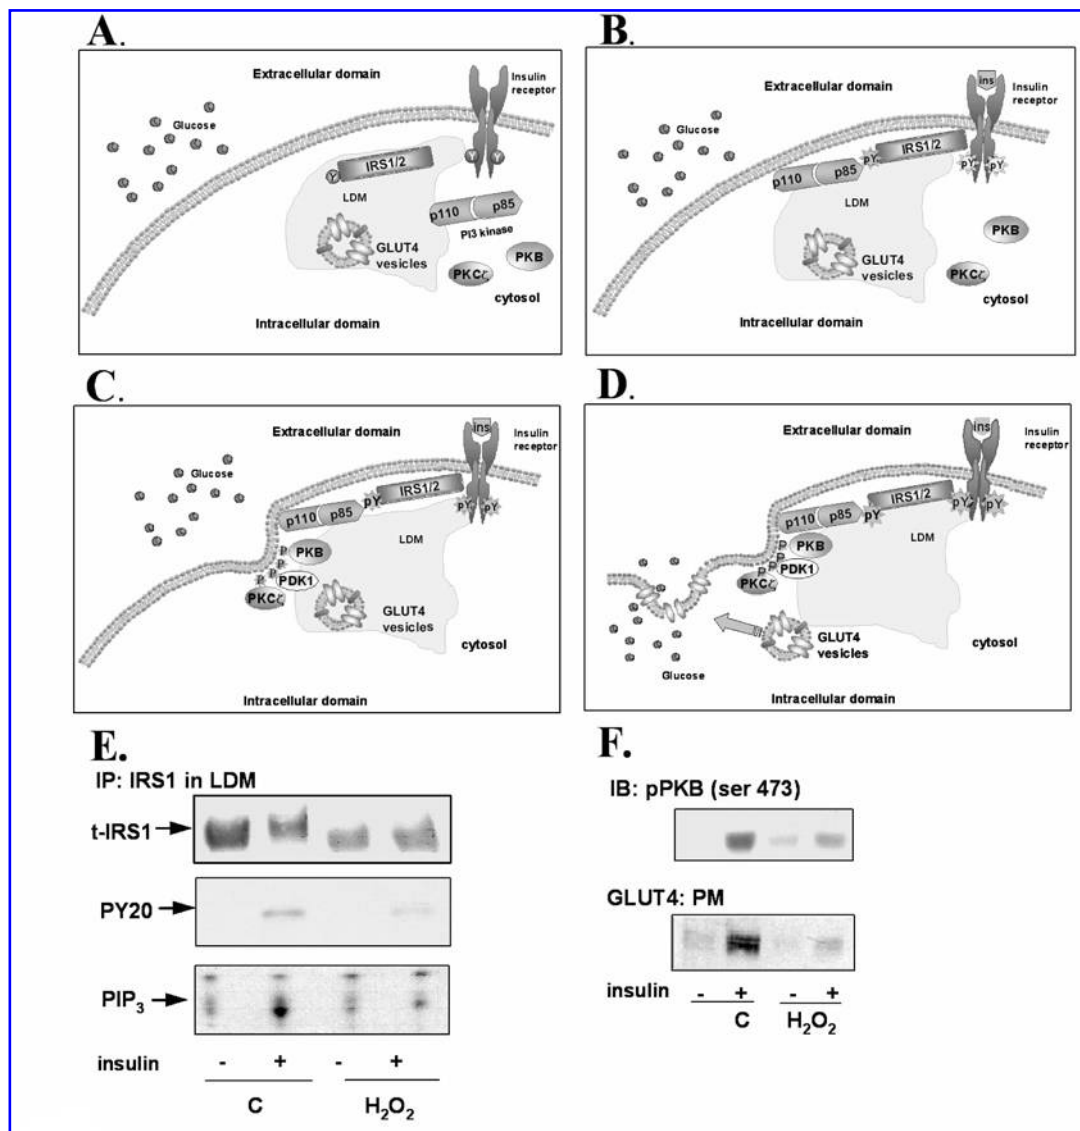 A.
Extracellular domain
Insulin
receptor
Glucose
Y
Y
IRS1/2
Y
LDM
p110
p85
PI3 kinase
GLUT4
vesicles
PKB
PKCζ
cytosol
Intracellular domain
B.
ins
Extracellular domain
Insulin
receptor
Glucose
pY
IRS1/2
pY
pY
p110
p85
LDM
PKB
GLUT4
vesicles
PKCζ
cytosol
Intracellular domain
C.
ins
Extracellular domain
Insulin
receptor
Glucose
IRS1/2
pY
pY
pY
p110
p85
P
PKB
LDM
P
P
P
PDK1
PKCζ
GLUT4
vesicles
cytosol
Intracellular domain
D.
ins
Extracellular domain
Insulin
receptor
IRS1/2
pY
pY
p110
p85
pY
P
PKB
LDM
P
P
P
PDK1
PKCζ
GLUT4
vesicles
cytosol
Glucose
Intracellular domain
E.
IP: IRS1 in LDM
t-IRS1
PY20
PIP₃
insulin - + - +
C H₂O₂
F.
IB: pPKB (ser 473)
GLUT4: PM
insulin - + - +
C H₂O₂